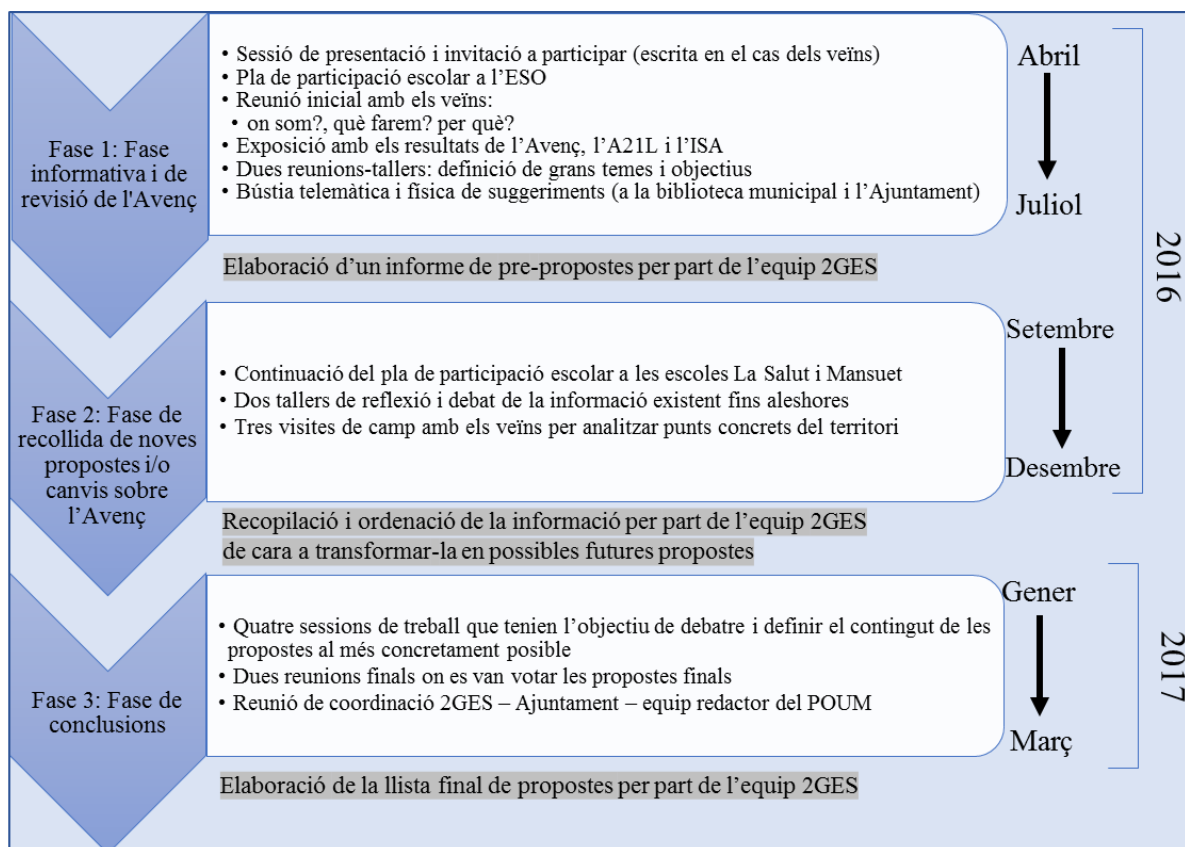 Fase 1: Fase
informativa i de
revisió de l'Avenç
• Sessió de presentació i invitació a participar (escrita en el cas dels veïns)
• Pla de participació escolar a l’ESO
• Reunió inicial amb els veïns:
• on som?, què farem? per què?
• Exposició amb els resultats de l’Avenç, l’A21L i l’ISA
• Dues reunions-tallers: definició de grans temes i objectius
• Bústia telemàtica i física de suggeriments (a la biblioteca municipal i l’Ajuntament)
Abril
Juliol
Elaboració d’un informe de pre-propostes per part de l’equip 2GES
2016
Fase 2: Fase de
recollida de noves
propostes i/o
canvis sobre
l’Avenç
• Continuació del pla de participació escolar a les escoles La Salut i Mansuet
• Dos tallers de reflexió i debat de la informació existent fins aleshores
• Tres visites de camp amb els veïns per analitzar punts concrets del territori
Setembre
Desembre
Recopilació i ordenació de la informació per part de l’equip 2GES
de cara a transformar-la en possibles futures propostes
Fase 3: Fase de
conclusions
• Quatre sessions de treball que tenien l’objectiu de debatre i definir el contingut de les
propostes al més concretament posible
• Dues reunions finals on es van votar les propostes finals
• Reunió de coordinació 2GES – Ajuntament – equip redactor del POUM
Gener
Març
2017
Elaboració de la llista final de propostes per part de l’equip 2GES